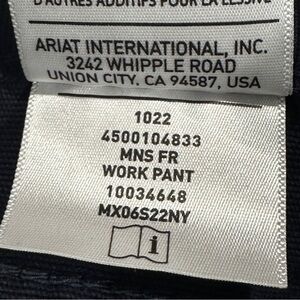 D'AUTRES ADDITIFS POUR LA LESSIVE
ARIAT INTERNATIONAL, INC.
3242 WHIPPLE ROAD
UNION CITY, CA 94587, USA
1022
4500104833
MNS FR
WORK PANT
10034648
MX06S22NY
i